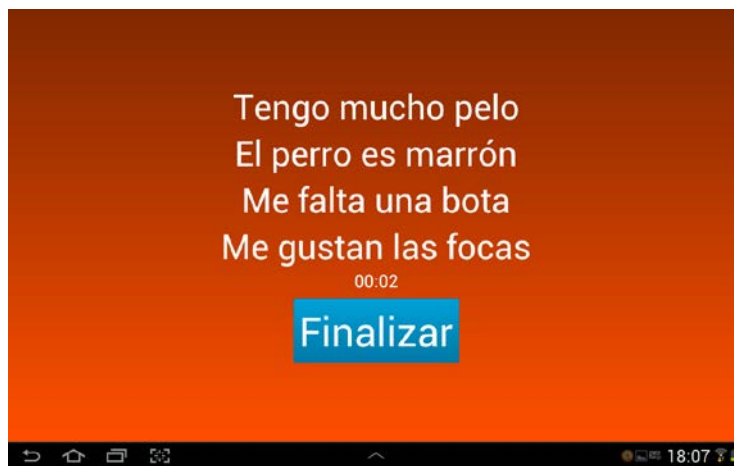 Tengo mucho pelo
El perro es marrón
Me falta una bota
Me gustan las focas
00:02
Finalizar
18:07